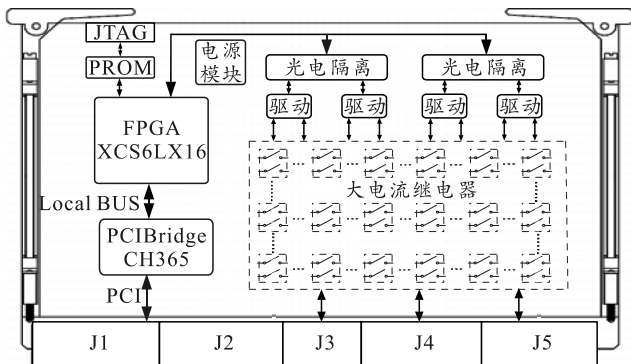 JTAG
PROM
电源
模块
光电隔离
光电隔离
驱动
驱动
驱动
驱动
FPGA
XCS6LX16
大电流继电器
Local BUS
PCIBridge
CH365
PCI
J1
J2
J3
J4
J5